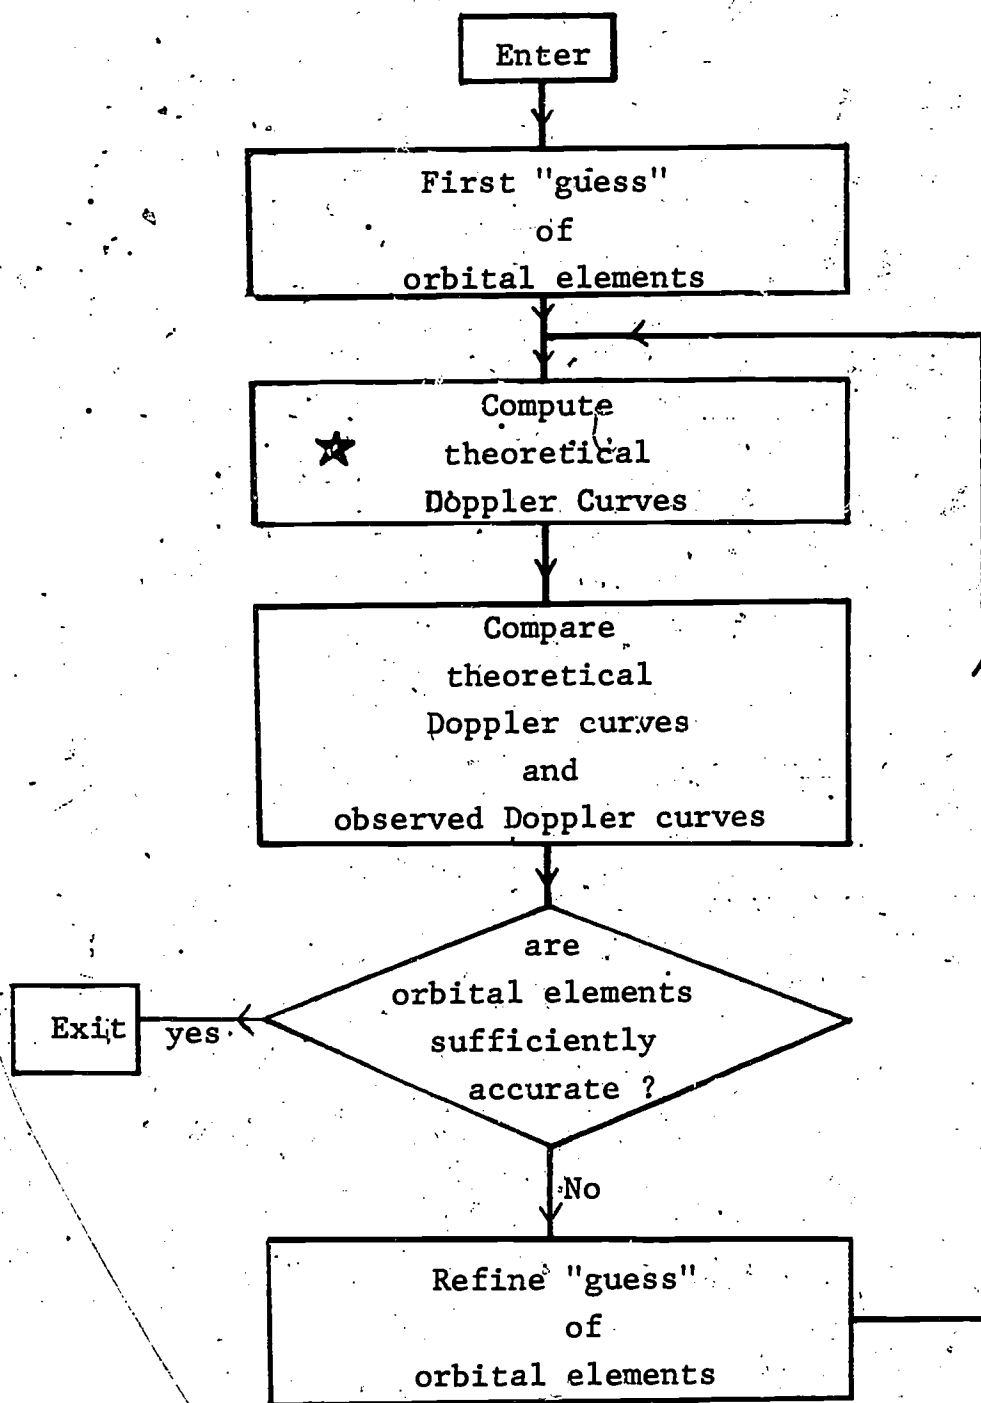 Enter
First "guess"
of
orbital elements
Compute
theoretical
Doppler Curves
Compare
theoretical
Doppler curves
and
observed Doppler curves
are
orbital elements
sufficiently
accurate ?
Exit
yes
No
Refine "guess"
of
orbital elements